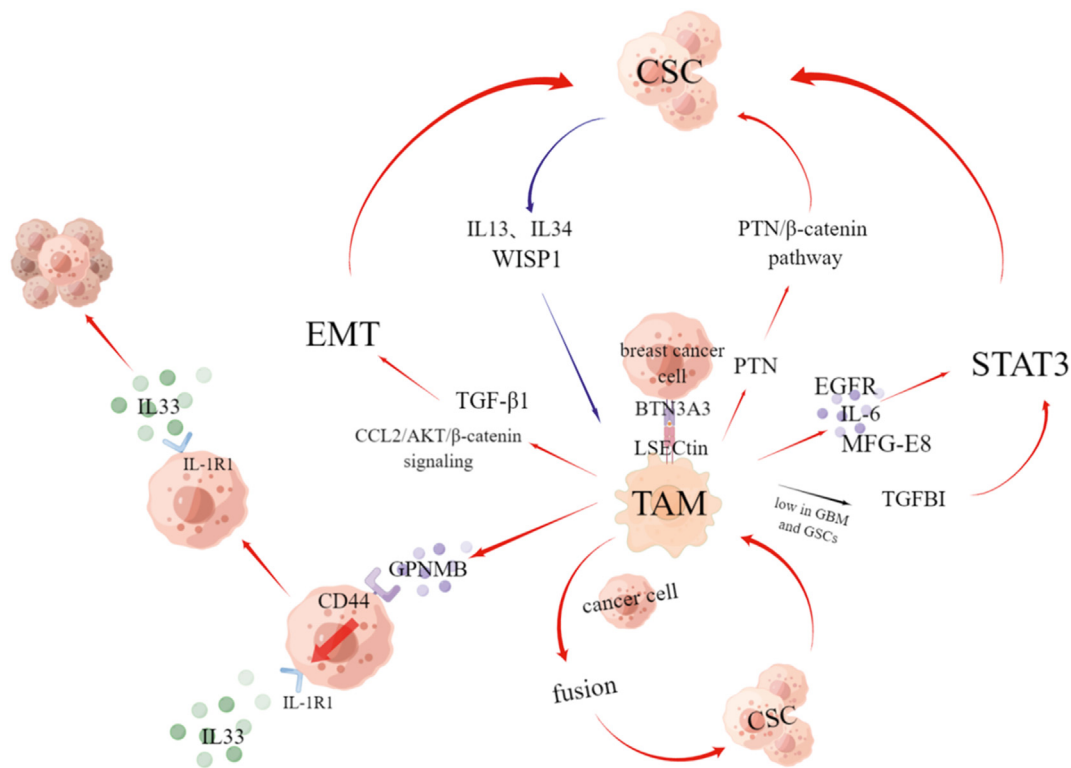 CSC
IL13、IL34
WISP1
PTN/β-catenin
pathway
EMT
breast cancer
cell
PTN
STAT3
BTN3A3
LSECtin
TAM
EGFR
IL-6
MFG-E8
TGF-β1
CCL2/AKT/β-catenin
signaling
low in GBM
and GSCs
TGFBI
IL33
IL-1R1
GPNMB
CD44
IL-1R1
IL33
cancer cell
fusion
CSC